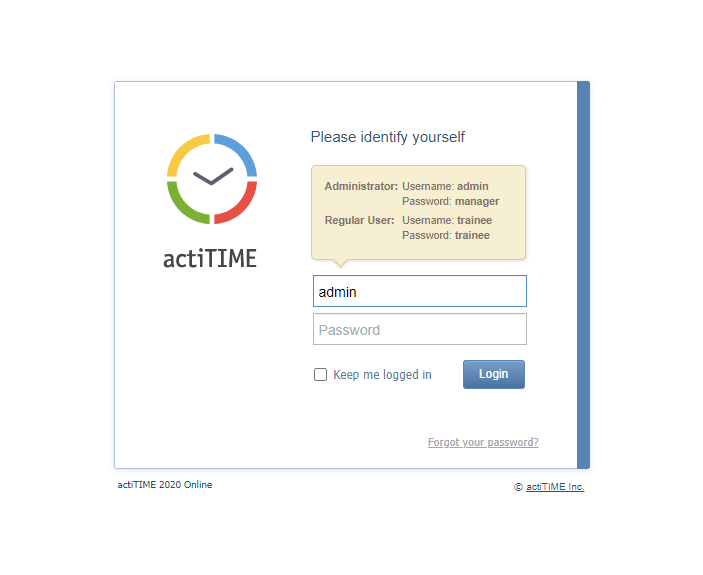 Please identify yourself
Administrator: Username: admin
Password: manager
Regular User: Username: trainee
Password: trainee
actiTIME
admin
Password
Keep me logged in
Login
Forgot your password?
actiTIME 2020 Online
© actiTIME Inc.